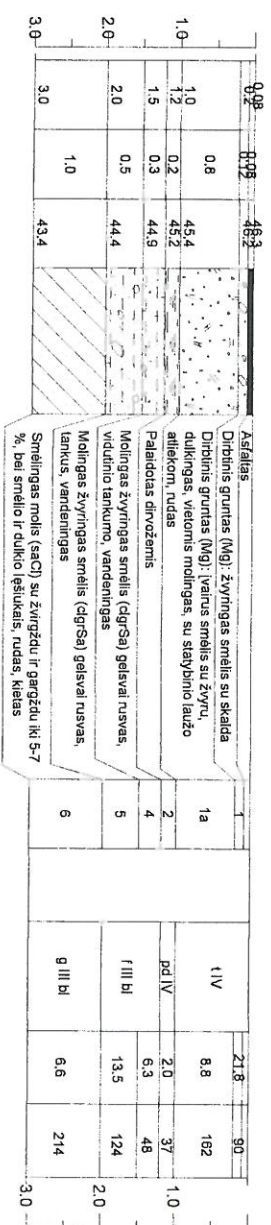 0.08
0.2
1.0
1.2
1.5
2.0
3.0
1.0
2.0
3.0
0.08
0.12
0.8
0.2
0.3
0.5
1.0
46.3
46.2
45.4
45.2
44.9
44.4
43.4
Asfaltas
Dirbtinis gruntas (Mg): žvyringas smėlis su skalda
Dirbtinis gruntas (Mg): įvairus smėlis su žvyru,
dulkingas, vietomis molingas, su statybinio laužo
atliekom, rudas
Palaidotas dirvožemis
Molingas žvyringas smėlis (clgrSa) gelsvai rusvas,
vidutinio tankumo, vandeningas
Molingas žvyringas smėlis (clgrSa) gelsvai rusvas,
tankus, vandeningas
Smėlingas molis (saCl) su žvirgždu ir gargždu iki 5-7
%, bei smėlio ir dulkio lęšiukais, rudas, kietas
1
1a
2
4
5
6
t IV
pd IV
f III bl
g III bl
21.8
8.8
2.0
6.3
13.5
6.6
90
162
37
48
124
214
1.0
2.0
3.0